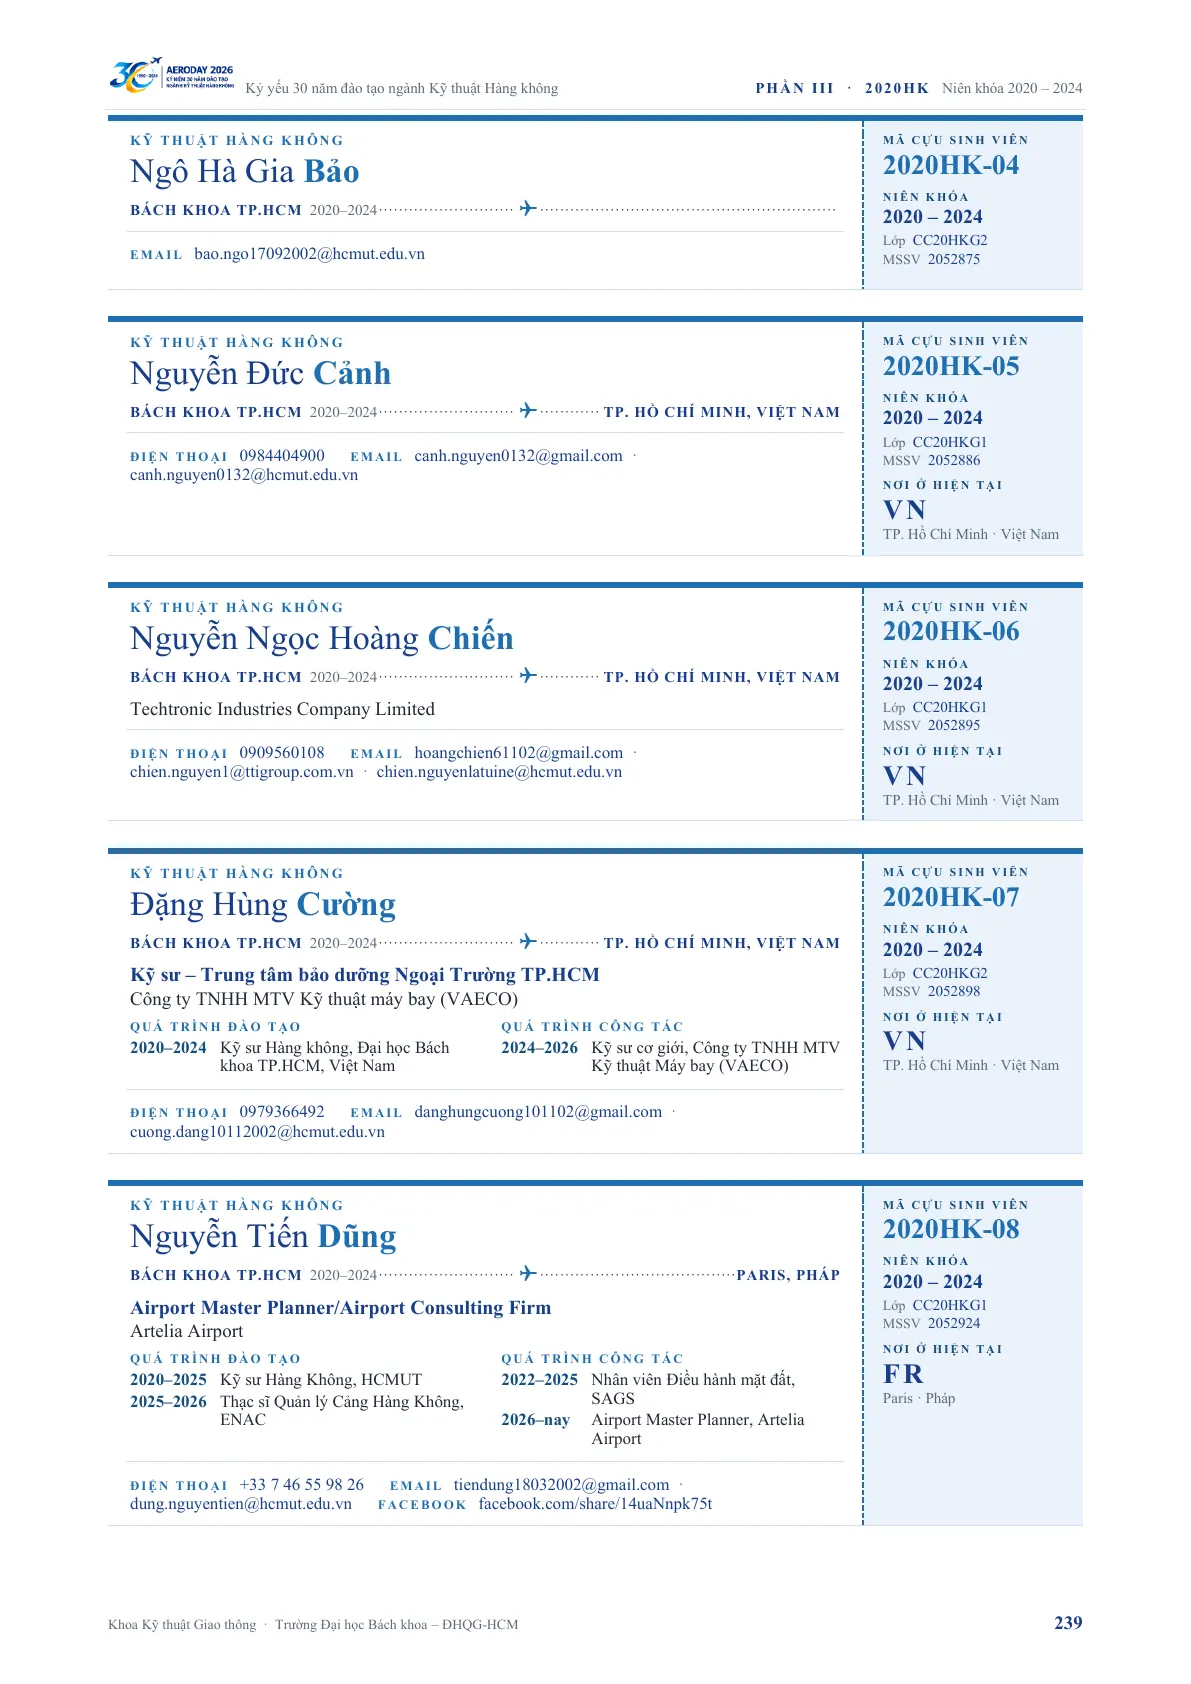 AERODAY 2026
KỶ NIỆM 30 NĂM ĐÀO TẠO
NGÀNH KỸ THUẬT HÀNG KHÔNG
Kỷ yếu 30 năm đào tạo ngành Kỹ thuật Hàng không
PHẦN III · 2020HK Niên khóa 2020 – 2024
KỸ THUẬT HÀNG KHÔNG
Ngô Hà Gia Bảo
BÁCH KHOA TP.HCM 2020–2024
EMAIL bao.ngo17092002@hcmut.edu.vn
MÃ CỰU SINH VIÊN
2020HK-04
NIÊN KHÓA
2020 – 2024
Lớp CC20HKG2
MSSV 2052875
KỸ THUẬT HÀNG KHÔNG
Nguyễn Đức Cảnh
BÁCH KHOA TP.HCM 2020–2024 TP. HỒ CHÍ MINH, VIỆT NAM
ĐIỆN THOẠI 0984404900 EMAIL canh.nguyen0132@gmail.com ·
canh.nguyen0132@hcmut.edu.vn
MÃ CỰU SINH VIÊN
2020HK-05
NIÊN KHÓA
2020 – 2024
Lớp CC20HKG1
MSSV 2052886
NƠI Ở HIỆN TẠI
VN
TP. Hồ Chí Minh · Việt Nam
KỸ THUẬT HÀNG KHÔNG
Nguyễn Ngọc Hoàng Chiến
BÁCH KHOA TP.HCM 2020–2024 TP. HỒ CHÍ MINH, VIỆT NAM
Techtronic Industries Company Limited
ĐIỆN THOẠI 0909560108 EMAIL hoangchien61102@gmail.com ·
chien.nguyen1@ttigroup.com.vn · chien.nguyenlatuine@hcmut.edu.vn
MÃ CỰU SINH VIÊN
2020HK-06
NIÊN KHÓA
2020 – 2024
Lớp CC20HKG1
MSSV 2052895
NƠI Ở HIỆN TẠI
VN
TP. Hồ Chí Minh · Việt Nam
KỸ THUẬT HÀNG KHÔNG
Đặng Hùng Cường
BÁCH KHOA TP.HCM 2020–2024 TP. HỒ CHÍ MINH, VIỆT NAM
Kỹ sư – Trung tâm bảo dưỡng Ngoại Trường TP.HCM
Công ty TNHH MTV Kỹ thuật máy bay (VAECO)
QUÁ TRÌNH ĐÀO TẠO
2020–2024 Kỹ sư Hàng không, Đại học Bách
khoa TP.HCM, Việt Nam
QUÁ TRÌNH CÔNG TÁC
2024–2026 Kỹ sư cơ giới, Công ty TNHH MTV
Kỹ thuật Máy bay (VAECO)
ĐIỆN THOẠI 0979366492 EMAIL danghungcuong101102@gmail.com ·
cuong.dang10112002@hcmut.edu.vn
MÃ CỰU SINH VIÊN
2020HK-07
NIÊN KHÓA
2020 – 2024
Lớp CC20HKG2
MSSV 2052898
NƠI Ở HIỆN TẠI
VN
TP. Hồ Chí Minh · Việt Nam
KỸ THUẬT HÀNG KHÔNG
Nguyễn Tiến Dũng
BÁCH KHOA TP.HCM 2020–2024 PARIS, PHÁP
Airport Master Planner/Airport Consulting Firm
Artelia Airport
QUÁ TRÌNH ĐÀO TẠO
2020–2025 Kỹ sư Hàng Không, HCMUT
2025–2026 Thạc sĩ Quản lý Cảng Hàng Không,
ENAC
QUÁ TRÌNH CÔNG TÁC
2022–2025 Nhân viên Điều hành mặt đất,
SAGS
2026–nay Airport Master Planner, Artelia
Airport
ĐIỆN THOẠI +33 7 46 55 98 26 EMAIL tiendung18032002@gmail.com ·
dung.nguyentien@hcmut.edu.vn FACEBOOK facebook.com/share/14uaNnpk75t
MÃ CỰU SINH VIÊN
2020HK-08
NIÊN KHÓA
2020 – 2024
Lớp CC20HKG1
MSSV 2052924
NƠI Ở HIỆN TẠI
FR
Paris · Pháp
Khoa Kỹ thuật Giao thông · Trường Đại học Bách khoa – ĐHQG-HCM
239